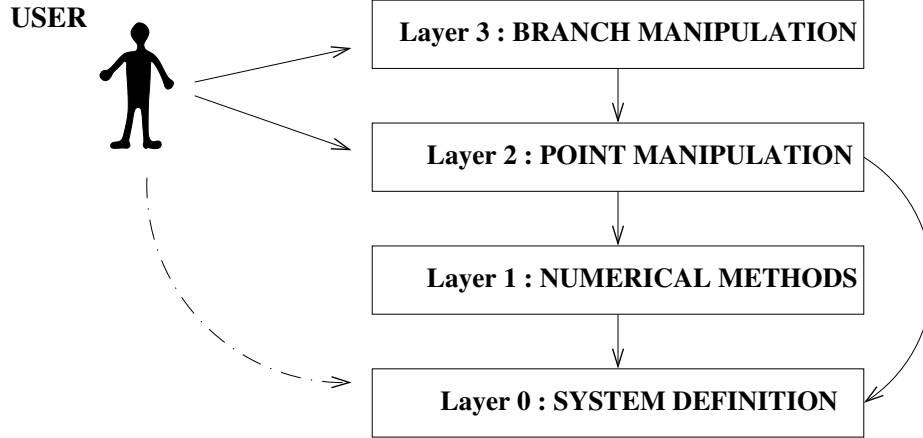 USER
Layer 3 : BRANCH MANIPULATION
Layer 2 : POINT MANIPULATION
Layer 1 : NUMERICAL METHODS
Layer 0 : SYSTEM DEFINITION